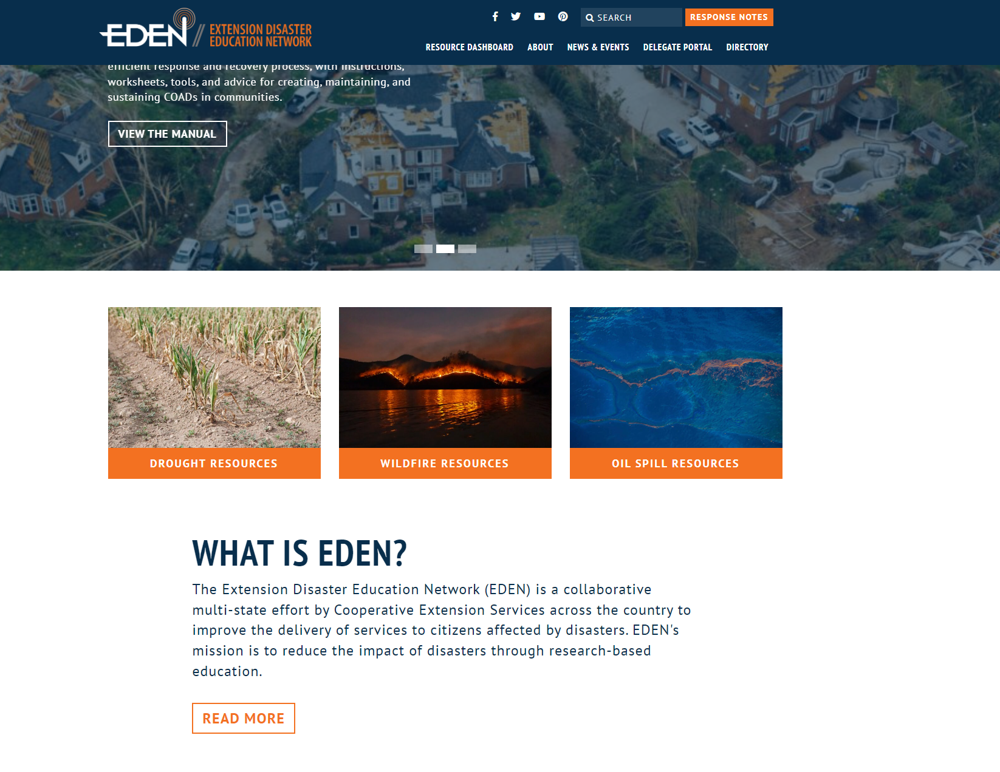 EDEN // EXTENSION DISASTER
EDUCATION NETWORK
SEARCH
RESPONSE NOTES
RESOURCE DASHBOARD ABOUT NEWS & EVENTS DELEGATE PORTAL DIRECTORY
efficient response and recovery process, with instructions,
worksheets, tools, and advice for creating, maintaining, and
sustaining COADs in communities.
VIEW THE MANUAL
DROUGHT RESOURCES
WILDFIRE RESOURCES
OIL SPILL RESOURCES
WHAT IS EDEN?
The Extension Disaster Education Network (EDEN) is a collaborative
multi-state effort by Cooperative Extension Services across the country to
improve the delivery of services to citizens affected by disasters. EDEN's
mission is to reduce the impact of disasters through research-based
education.
READ MORE